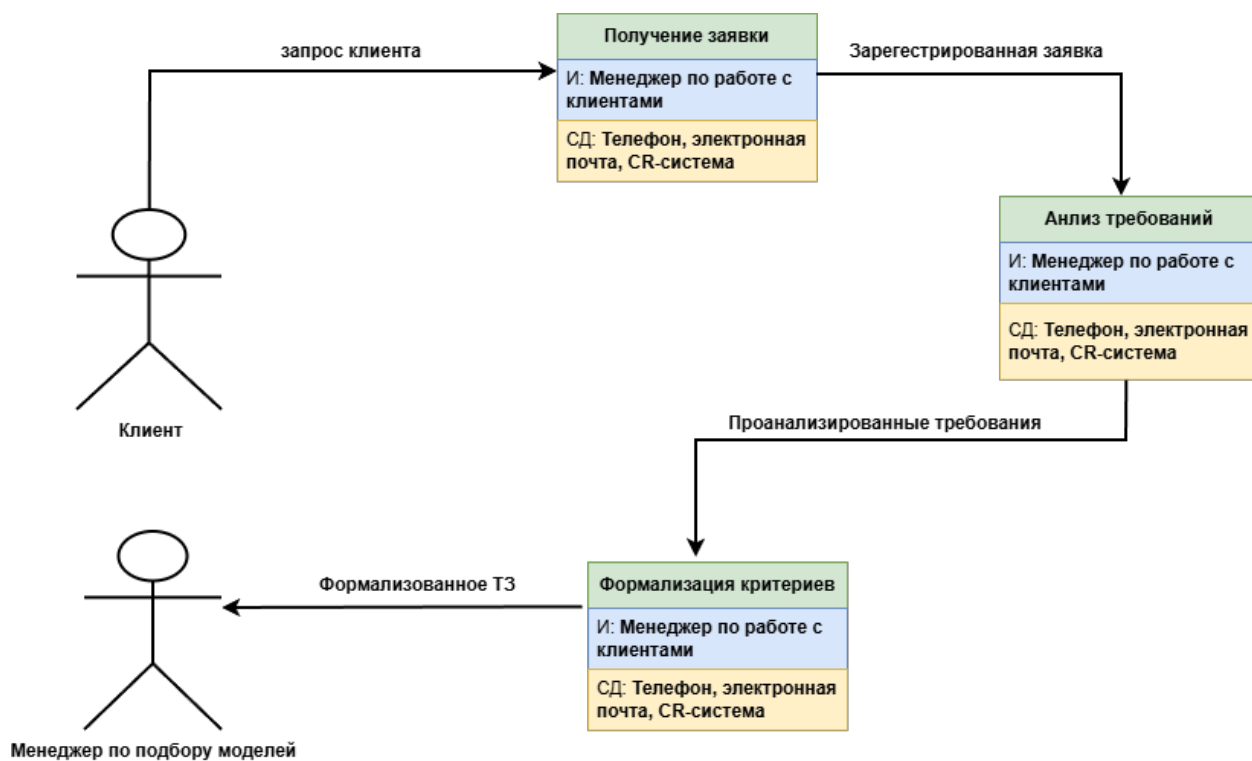 запрос клиента
Получение заявки
И: Менеджер по работе с
клиентами
СД: Телефон, электронная
почта, CR-система
Зарегестрированная заявка
Анлиз требований
И: Менеджер по работе с
клиентами
СД: Телефон, электронная
почта, CR-система
Клиент
Проанализированные требования
Формализация критериев
И: Менеджер по работе с
клиентами
СД: Телефон, электронная
почта, CR-система
Формализованное ТЗ
Менеджер по подбору моделей